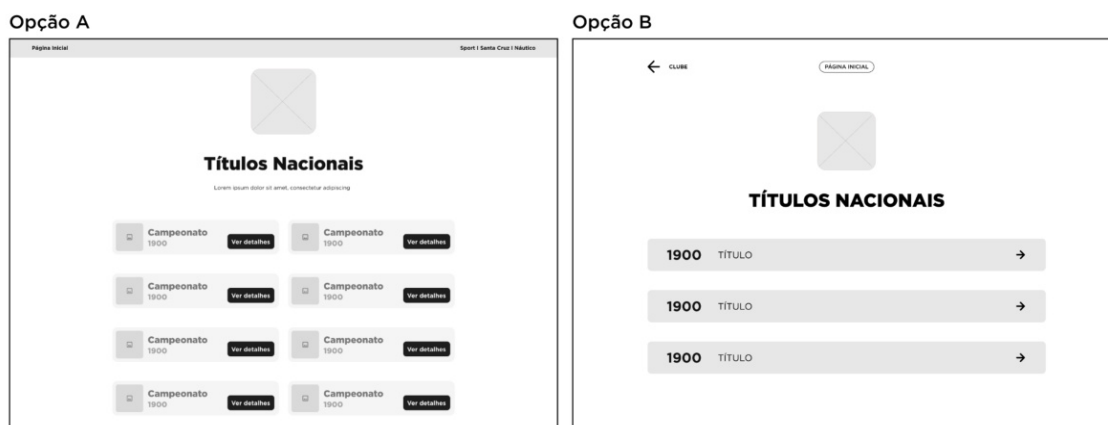 Opção A
Página Inicial
Sport I Santa Cruz I Náutico
Títulos Nacionais
Lorem ipsum dolor sit amet, consectetur adipiscing
Campeonato
1900
Ver detalhes
Campeonato
1900
Ver detalhes
Campeonato
1900
Ver detalhes
Campeonato
1900
Ver detalhes
Campeonato
1900
Ver detalhes
Campeonato
1900
Ver detalhes
Campeonato
1900
Ver detalhes
Campeonato
1900
Ver detalhes
Opção B
CLUBE
PÁGINA INICIAL
TÍTULOS NACIONAIS
1900 TÍTULO
1900 TÍTULO
1900 TÍTULO